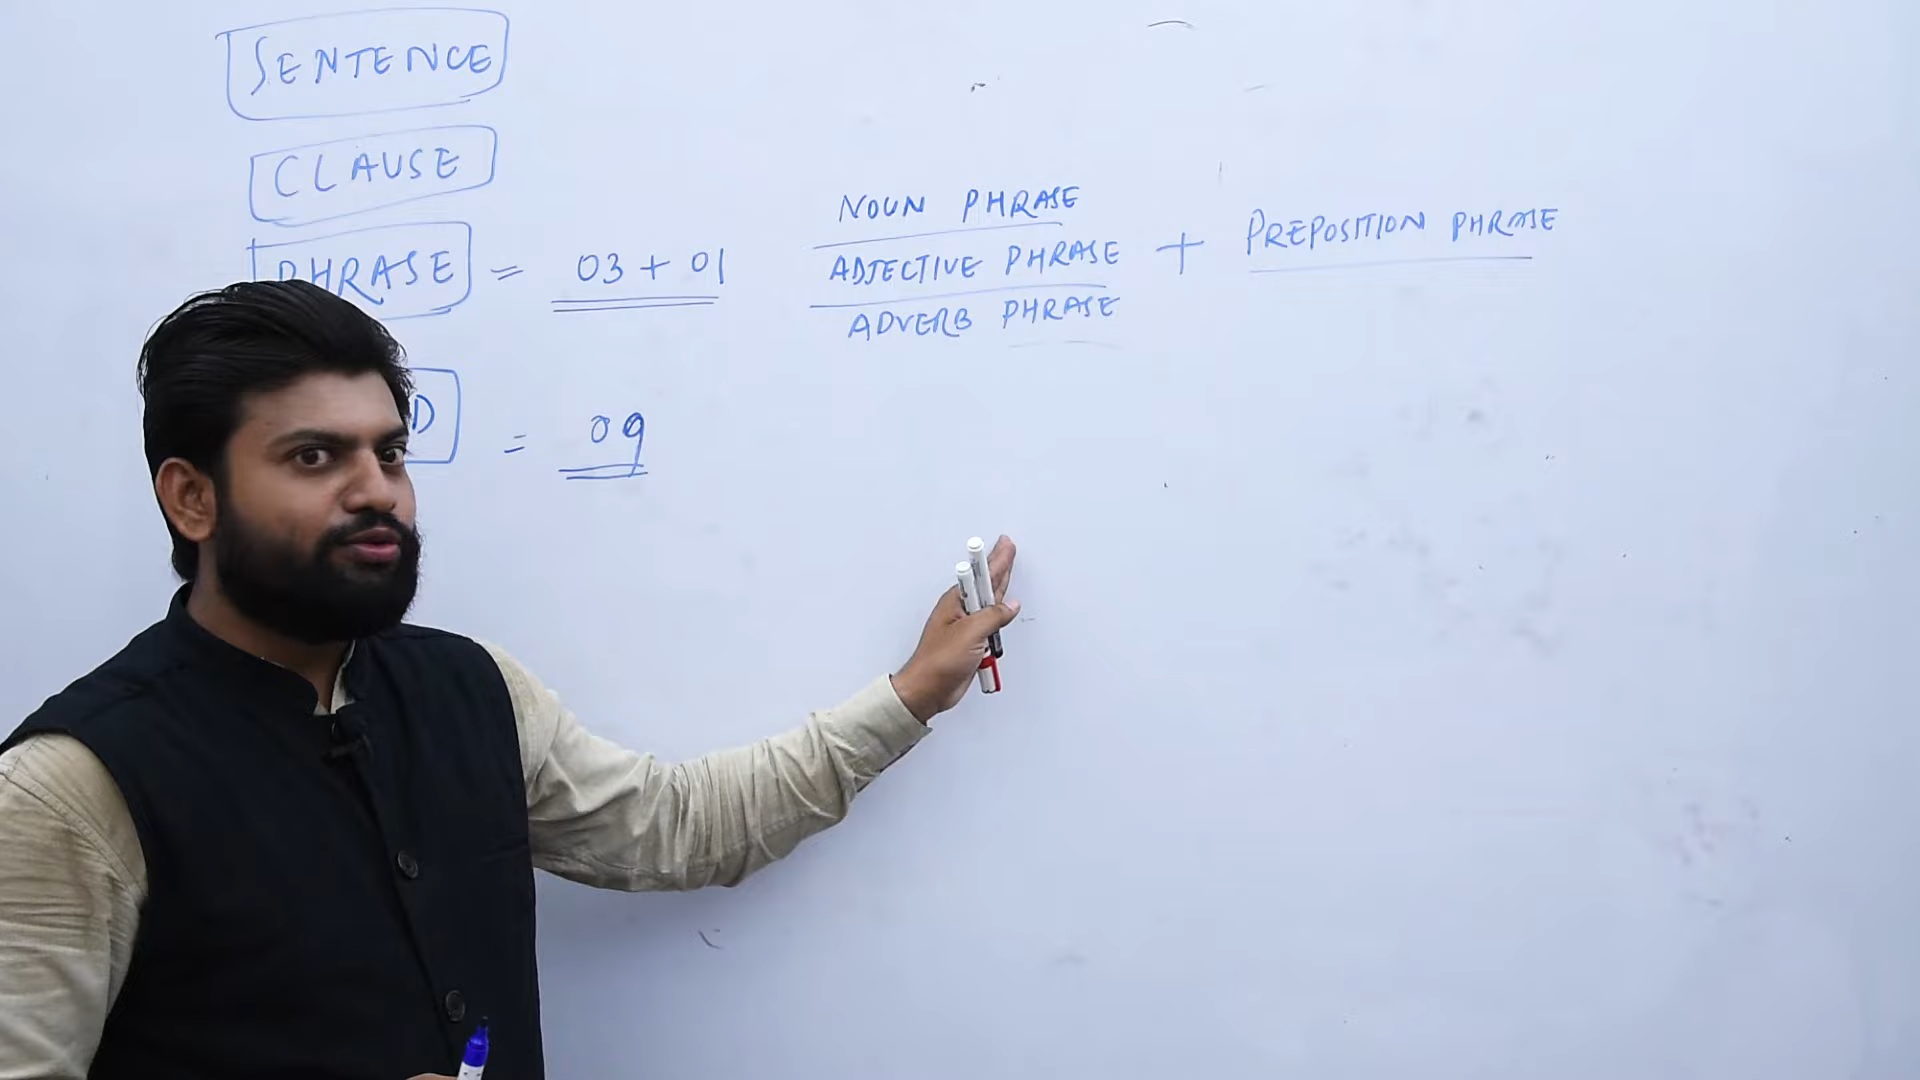 SENTENCE
CLAUSE
PHRASE = 03 + 01
NOUN PHRASE
ADJECTIVE PHRASE + PREPOSITION PHRASE
ADVERB PHRASE
D = 09